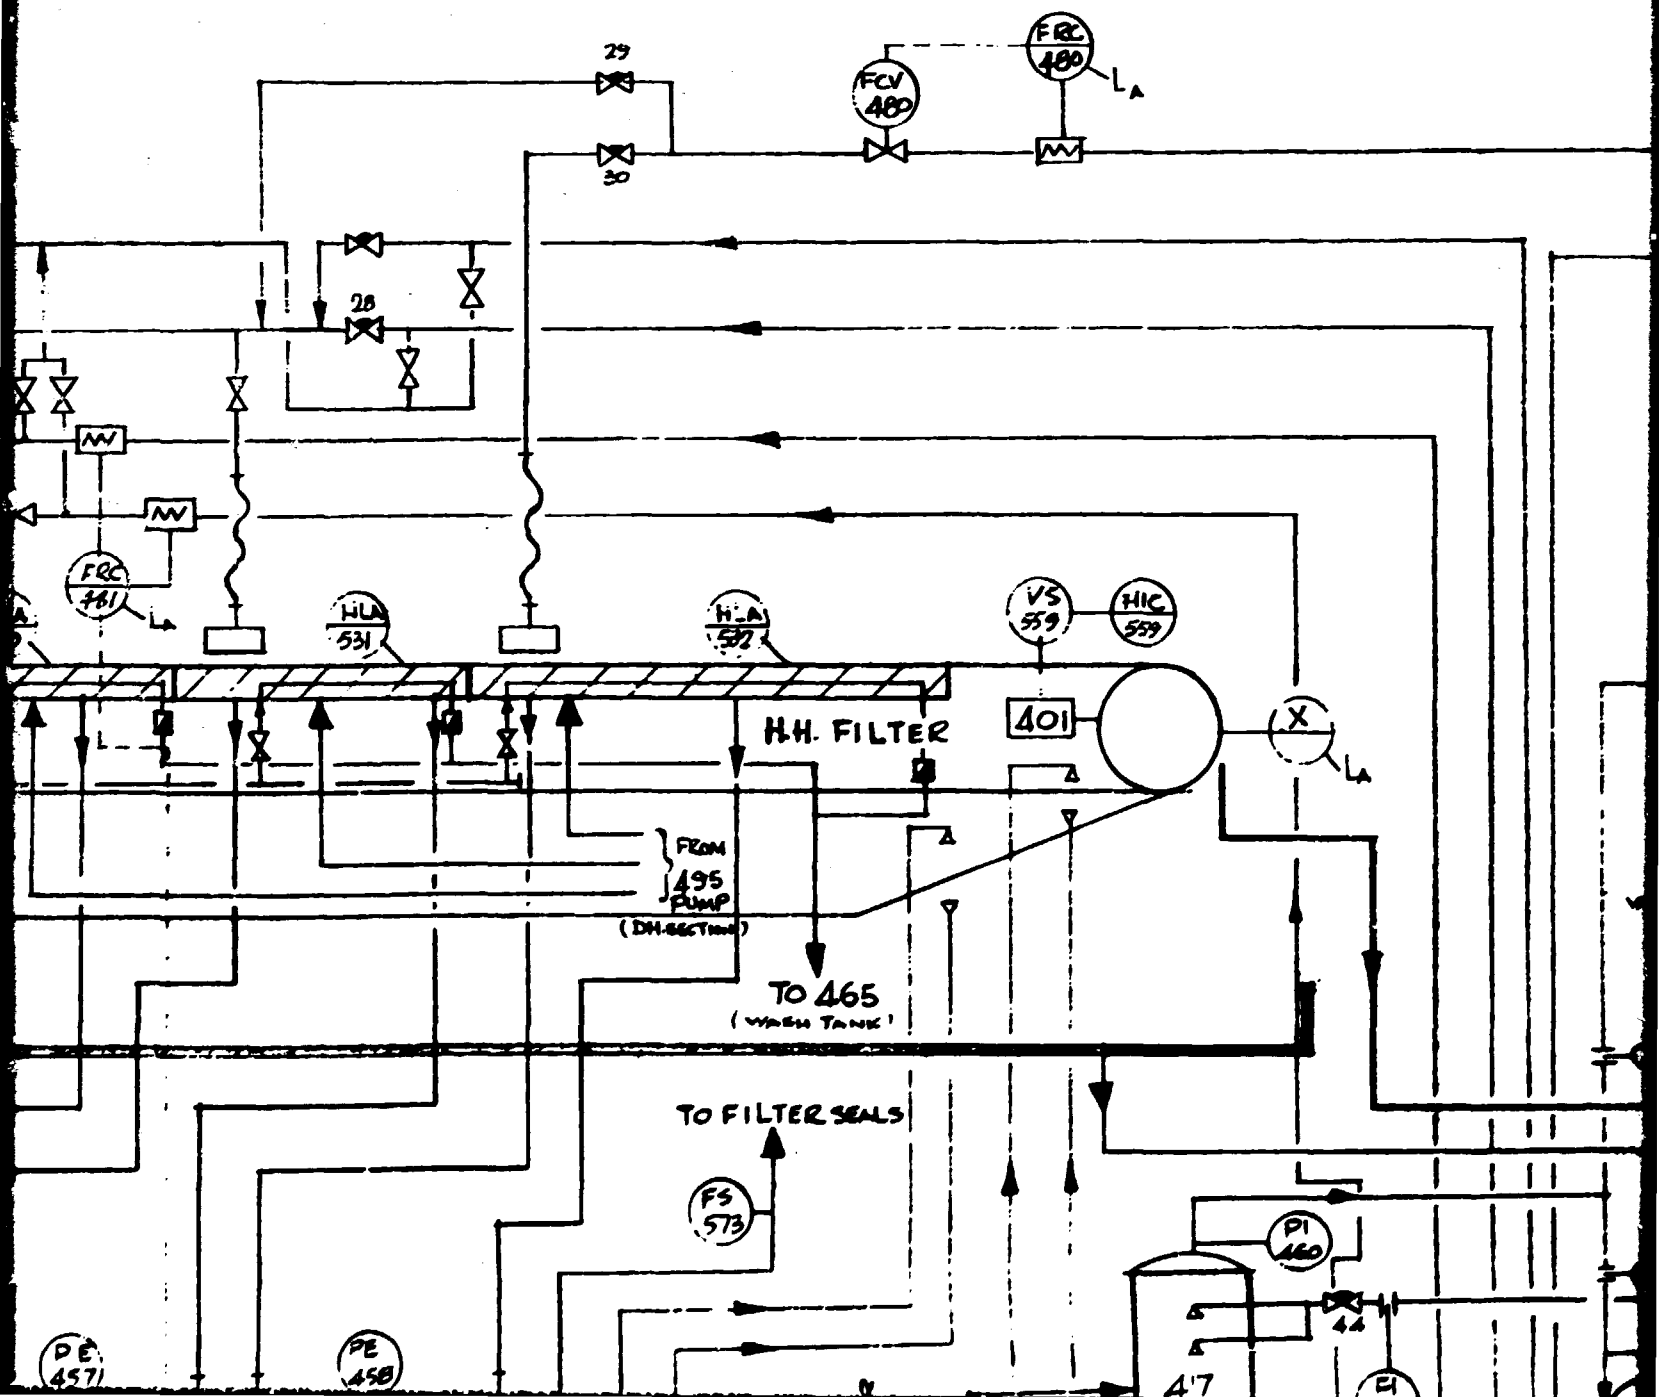 29
FRC
480
LA
FCV
480
30
28
FRC
481
LA
HLA
531
VS
559
HIC
559
401
X
LA
H.H. FILTER
FROM
495
PUMP
(DH.SECTION)
TO 465
(WASH TANK)
TO FILTER SEALS
FS
573
PI
460
44
PE
457
PE
458
FI